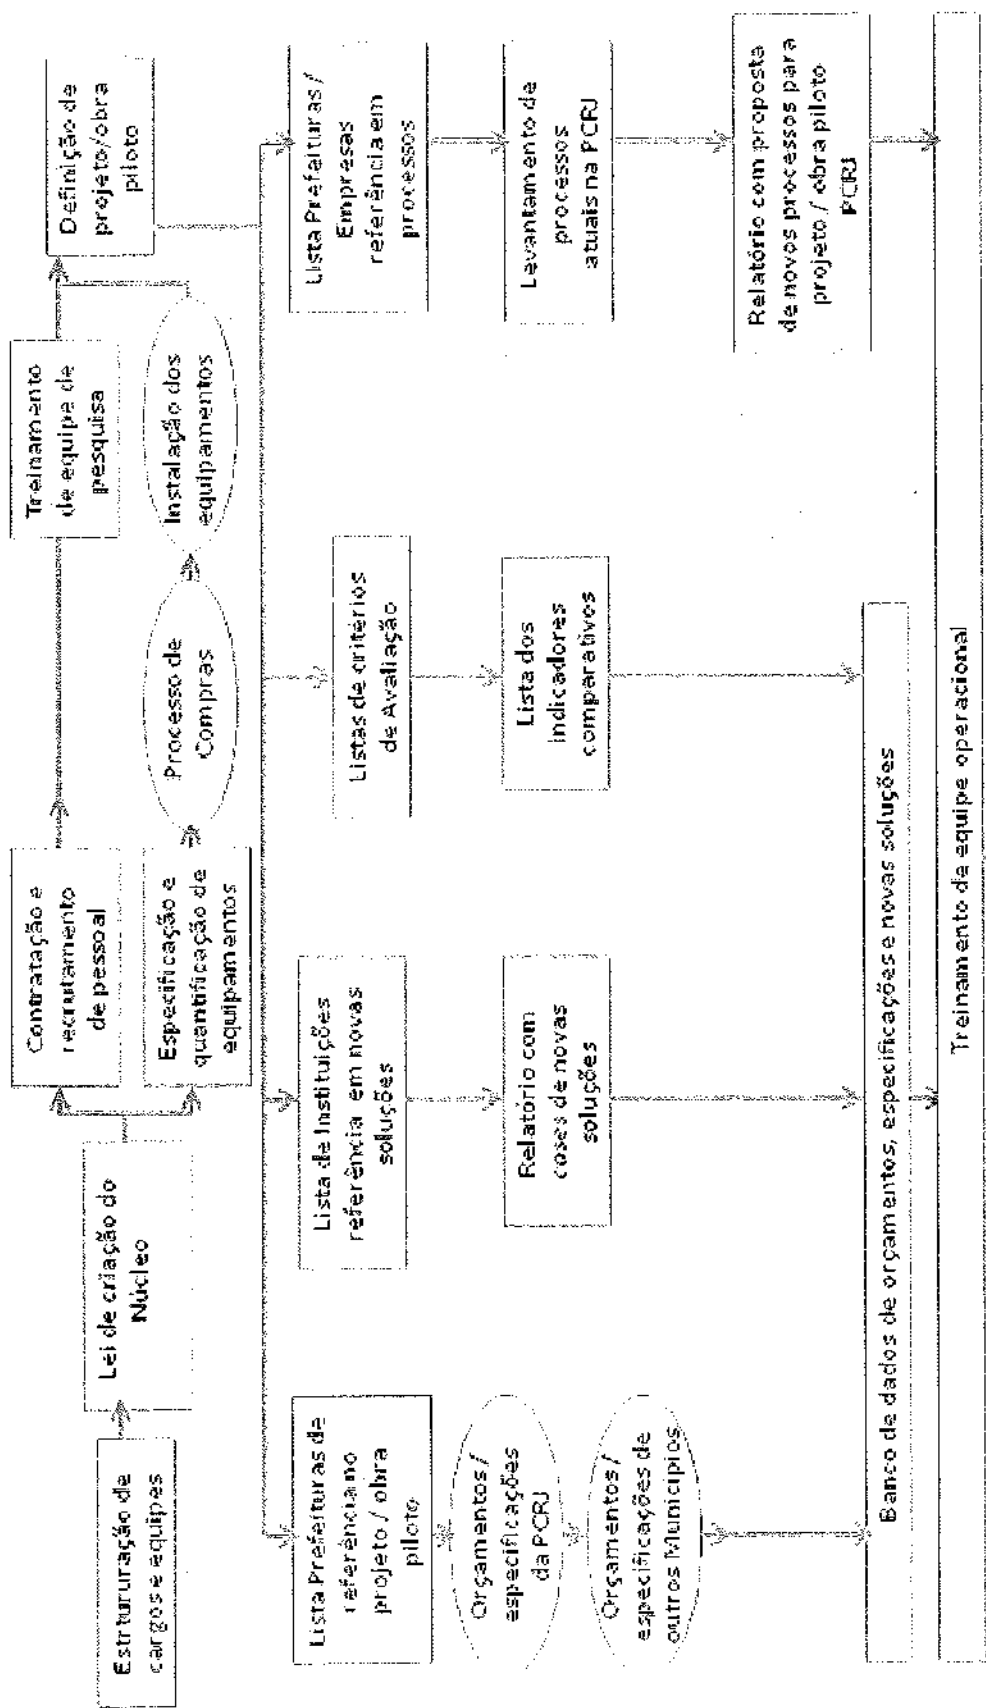 Estrtururação de
cargos e equipes
Lei de criação do
Núcleo
Contratação e
recrutamento
de pessoal
Especificação e
quantificação de
equipamentos
Processo de
Compras
Treinamento
de equipe de
pesquisa
Instalação dos
equipamentos
Definição de
projeto/obra
piloto
Lista Prefeituras de
referência no
projeto / obra
piloto
Orçamentos /
especificações
da PCRJ
Orçamentos /
especificações de
outros Municípios
Lista de Instituições
referência em novas
soluções
Relatório com
coses de novas
soluções
Listas de critérios
de Avaliação
Lista dos
Indicadores
comparativos
Lista Prefeituras /
Empresas
referência em
processos
Levantamento de
processos
atuais na PCRJ
Relatório com proposta
de novos processos para
projeto / obra piloto
PCRJ
Banco de dados de orçamentos, especificações e novas soluções
Treinamento de equipe operacional